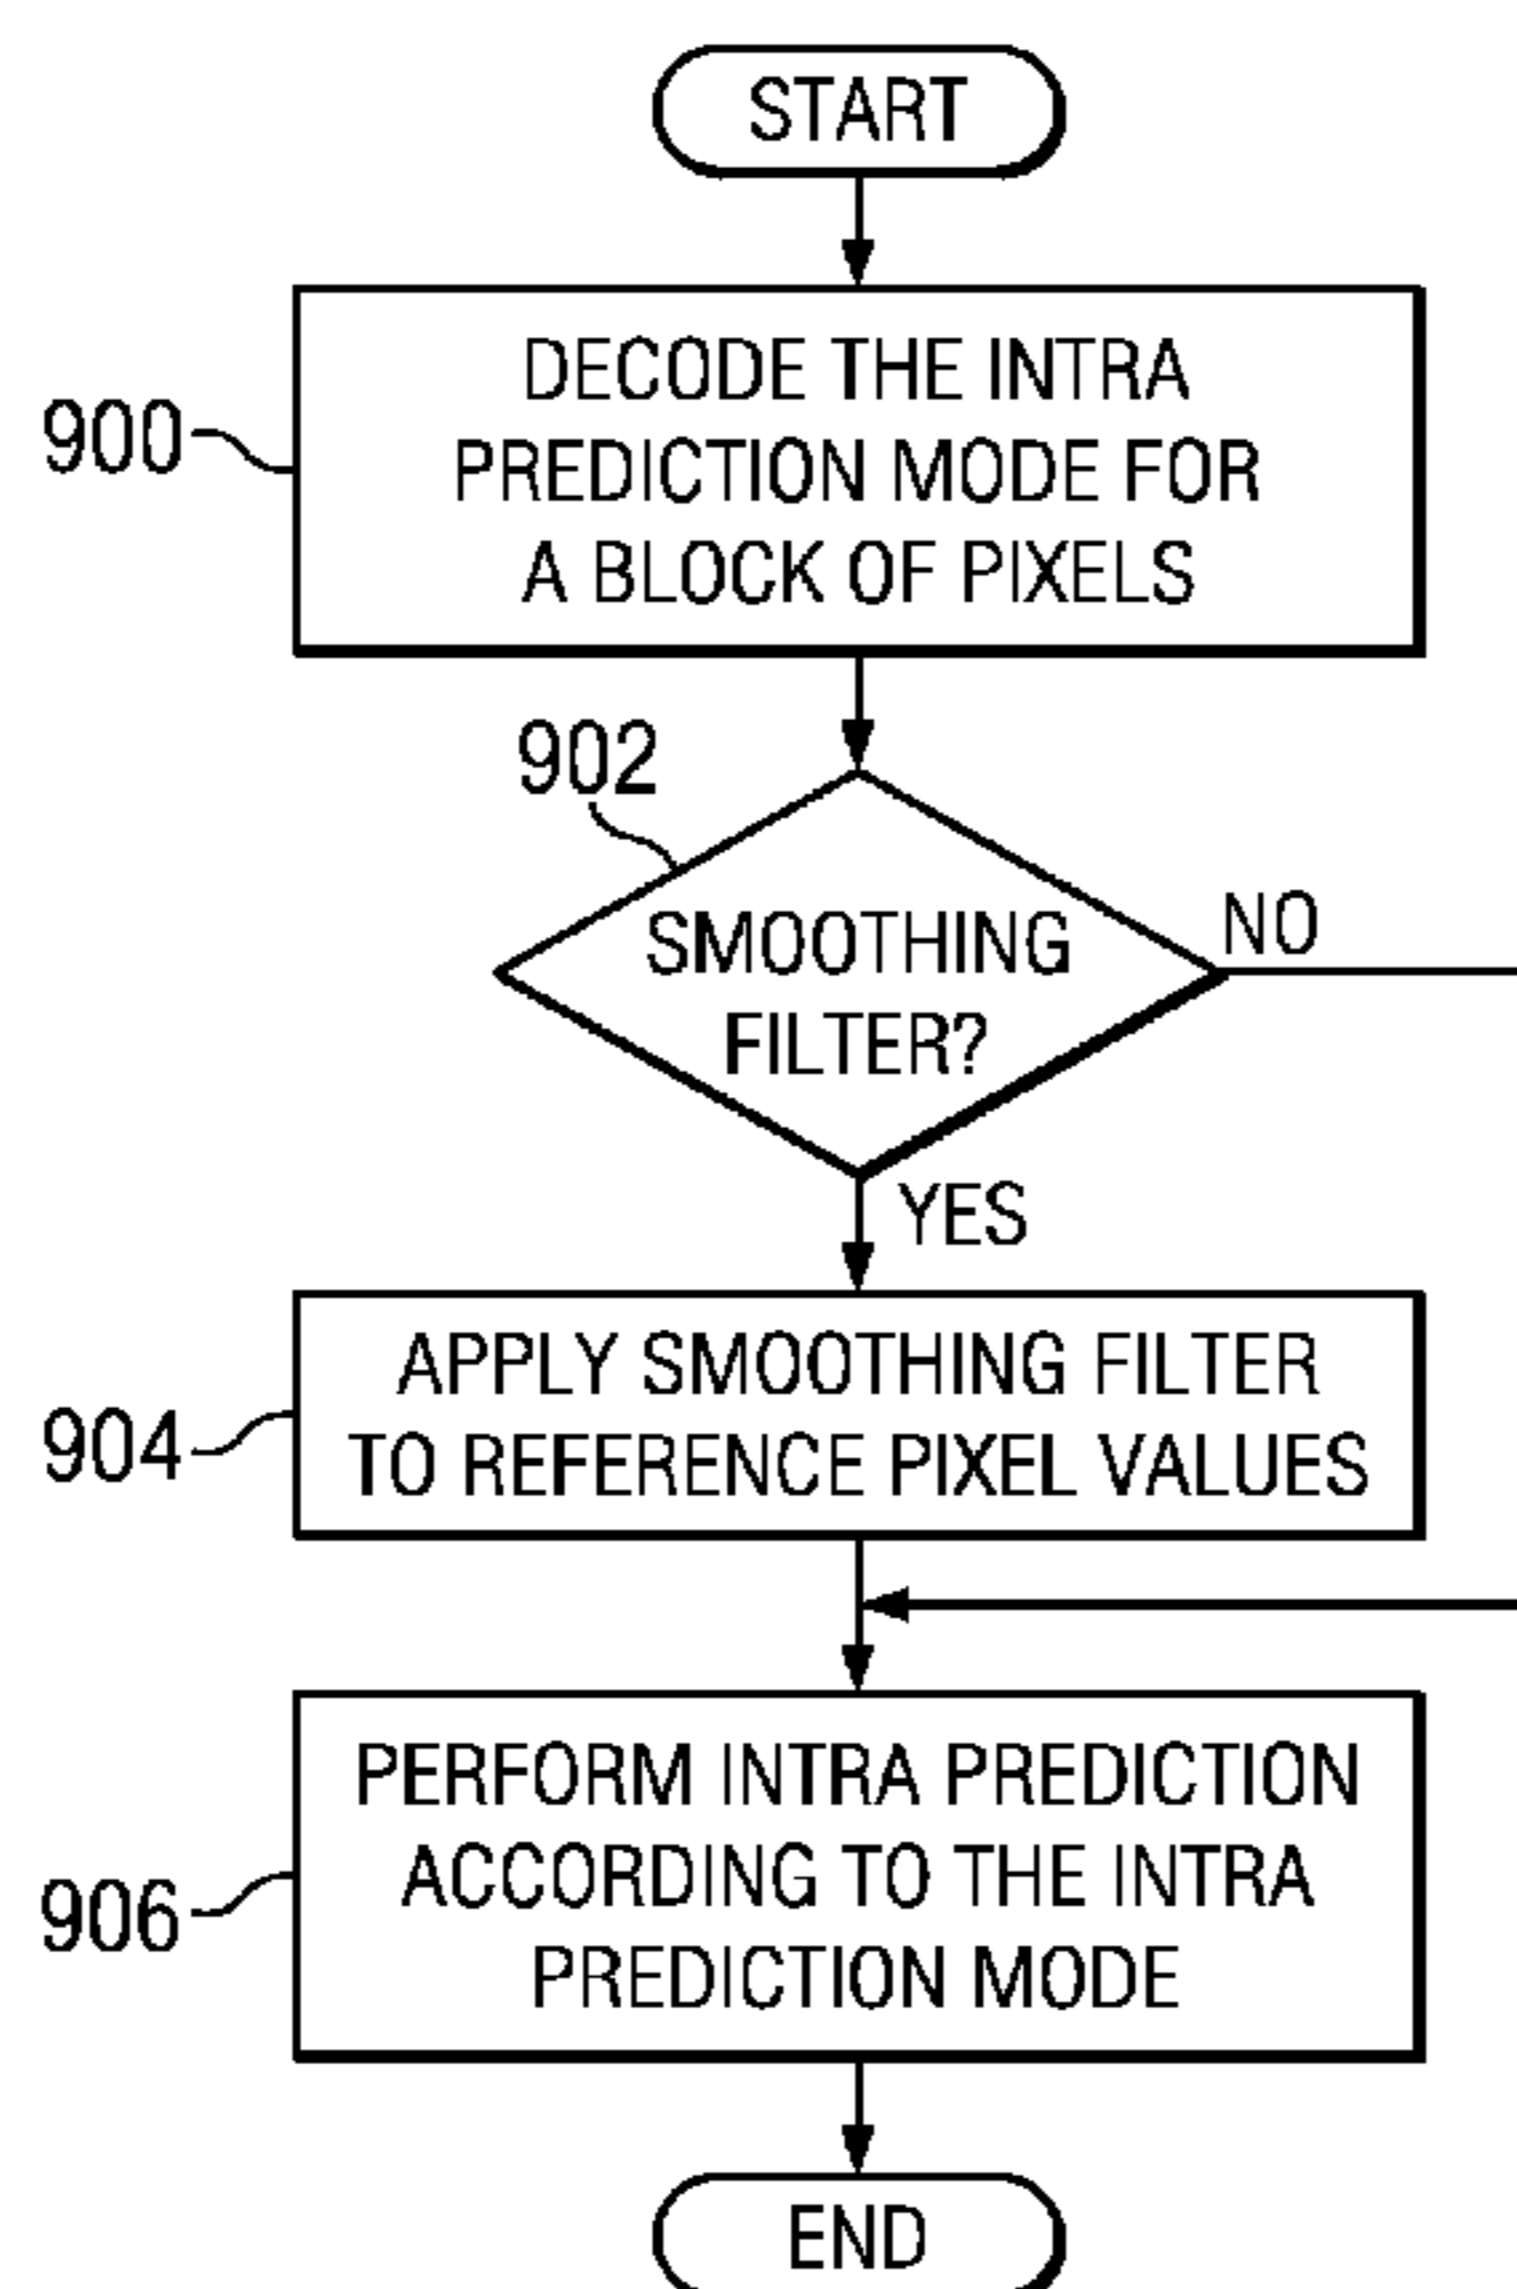 START
900
DECODE THE INTRA
PREDICTION MODE FOR
A BLOCK OF PIXELS
902
SMOOTHING
FILTER?
NO
YES
904
APPLY SMOOTHING FILTER
TO REFERENCE PIXEL VALUES
906
PERFORM INTRA PREDICTION
ACCORDING TO THE INTRA
PREDICTION MODE
END